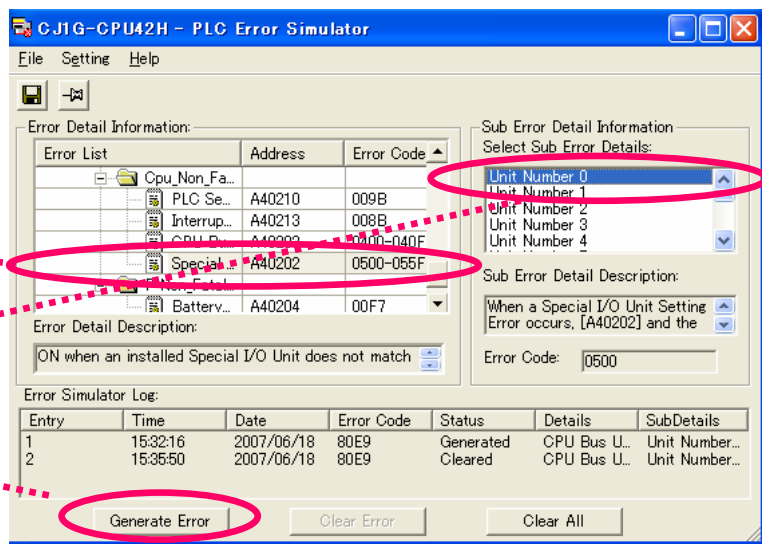 CJ1G-CPU42H - PLC Error Simulator
File Setting Help
Error Detail Information:
Error List Address Error Code
Cpu_Non_Fa...
PLC Se... A40210 009B
Interrup... A40213 008B
A40203 0400-040F
Special... A40202 0500-055F
Battery... A40204 00F7
Error Detail Description:
ON when an installed Special I/O Unit does not match
Sub Error Detail Information
Select Sub Error Details:
Unit Number 0
Unit Number 1
Unit Number 2
Unit Number 3
Unit Number 4
Sub Error Detail Description:
When a Special I/O Unit Setting
Error occurs, [A40202] and the
Error Code: 0500
Error Simulator Log:
Entry Time Date Error Code Status Details SubDetails
1 15:32:16 2007/06/18 80E9 Generated CPU Bus U... Unit Number...
2 15:35:50 2007/06/18 80E9 Cleared CPU Bus U... Unit Number...
Generate Error Clear Error Clear All